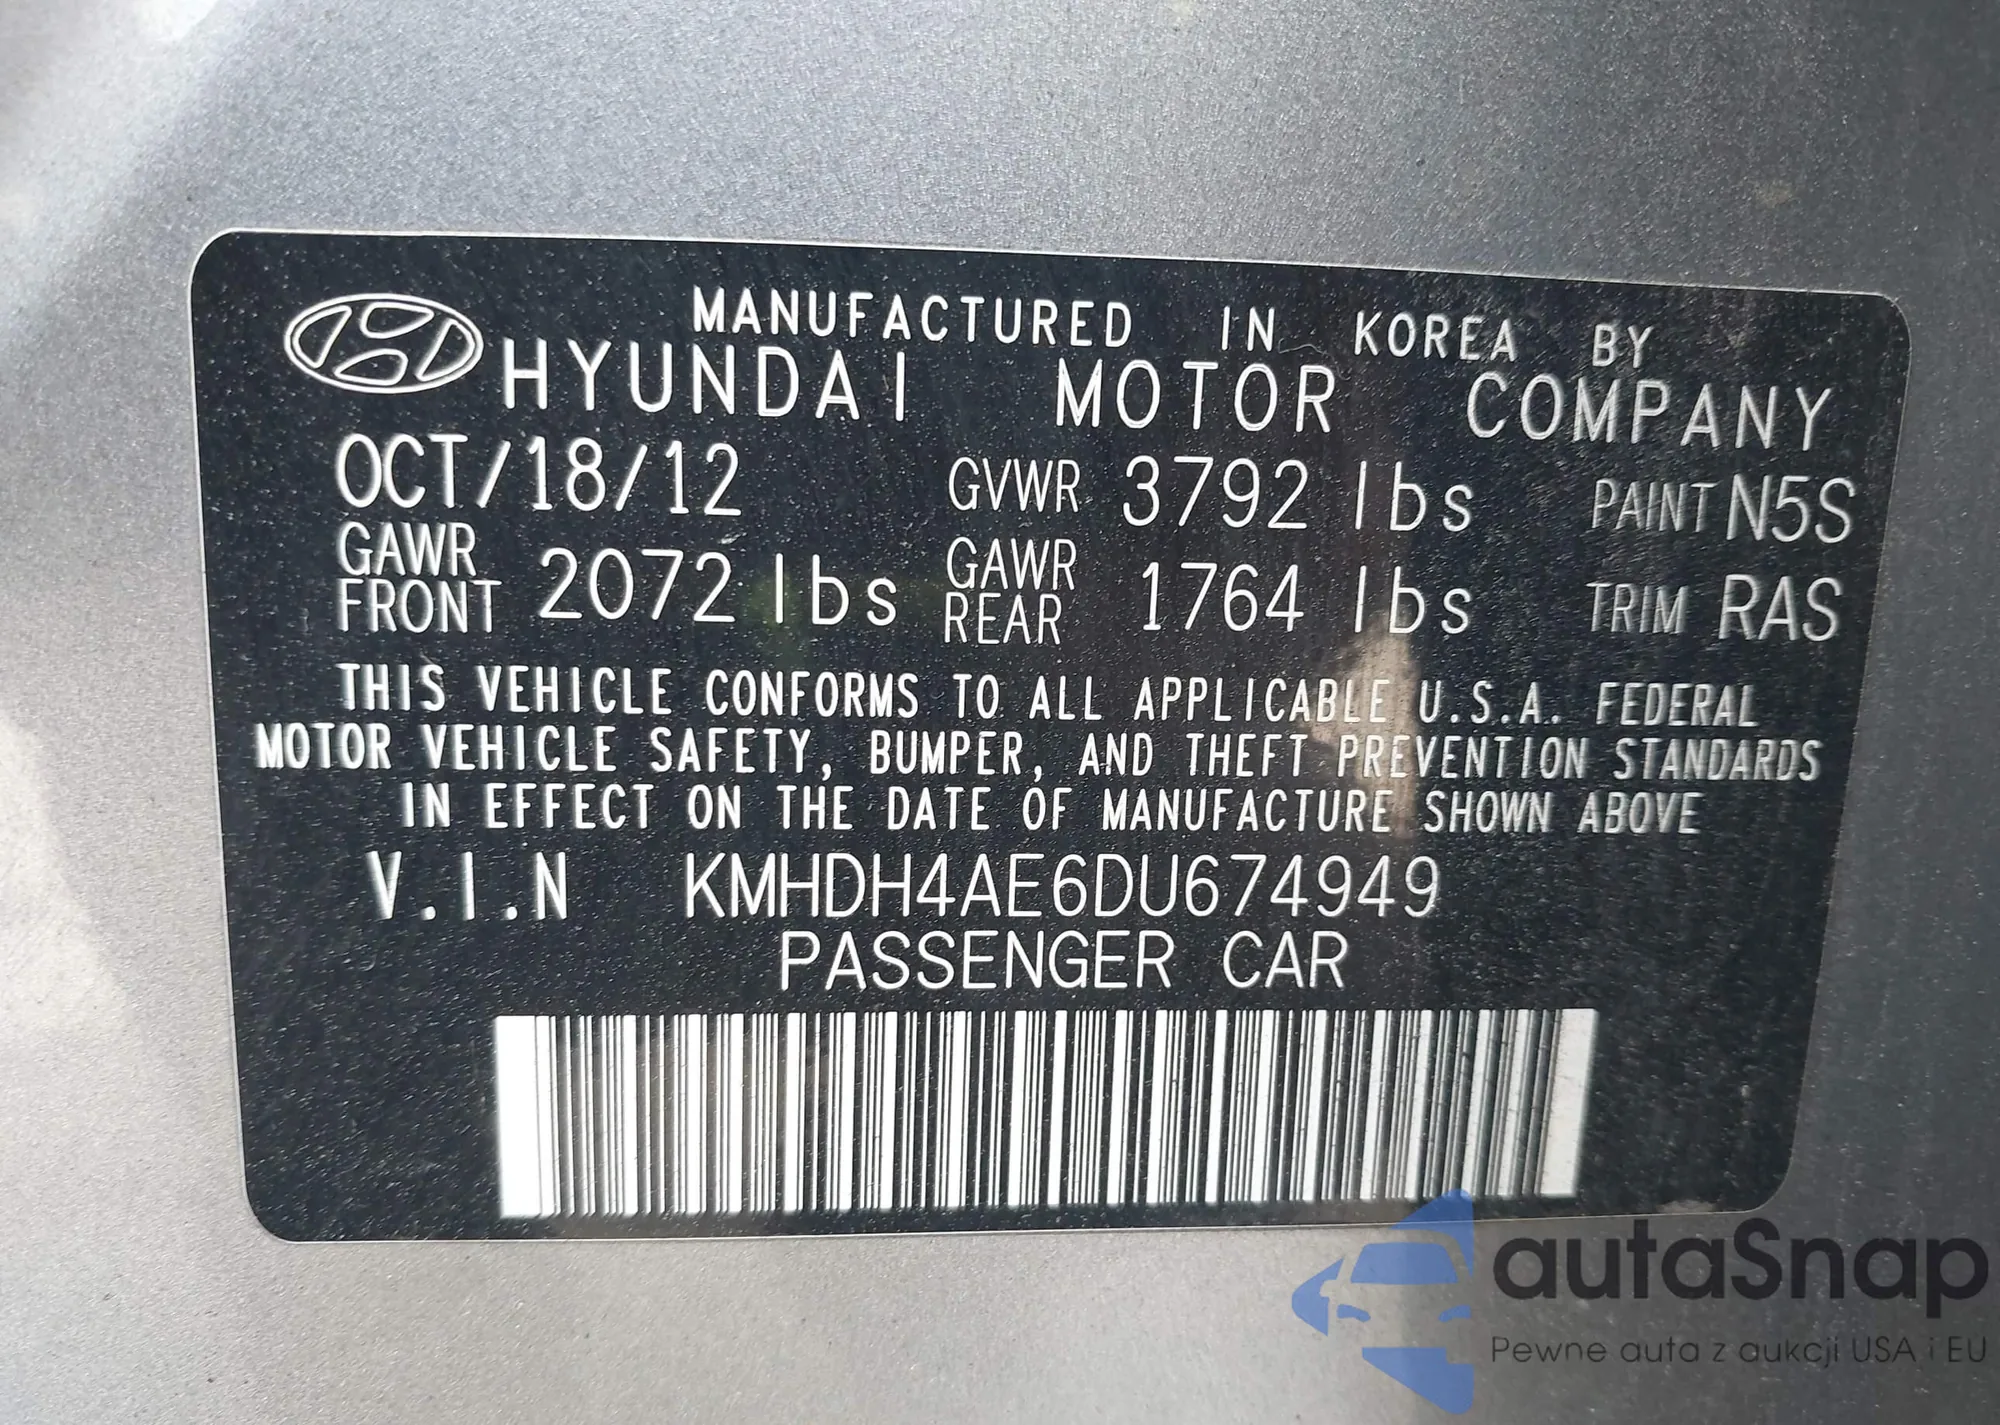 MANUFACTURED IN KOREA BY
HYUNDAI MOTOR COMPANY
OCT/18/12 GVWR 3792 lbs PAINT N5S
GAWR FRONT 2072 lbs GAWR REAR 1764 lbs TRIM RAS
THIS VEHICLE CONFORMS TO ALL APPLICABLE U.S.A. FEDERAL
MOTOR VEHICLE SAFETY, BUMPER, AND THEFT PREVENTION STANDARDS
IN EFFECT ON THE DATE OF MANUFACTURE SHOWN ABOVE
V.I.N KMHDH4AE6DU674949
PASSENGER CAR
autaSnap
Pewne auta z aukcji USA i EU